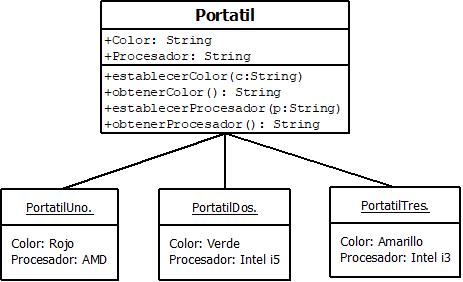 Portatil
+Color: String
+Procesador: String
+establecerColor(c:String)
+obtenerColor(): String
+establecerProcesador(p:String)
+obtenerProcesador(): String
PortatilUno.
Color: Rojo
Procesador: AMD
PortatilDos.
Color: Verde
Procesador: Intel i5
PortatilTres.
Color: Amarillo
Procesador: Intel i3